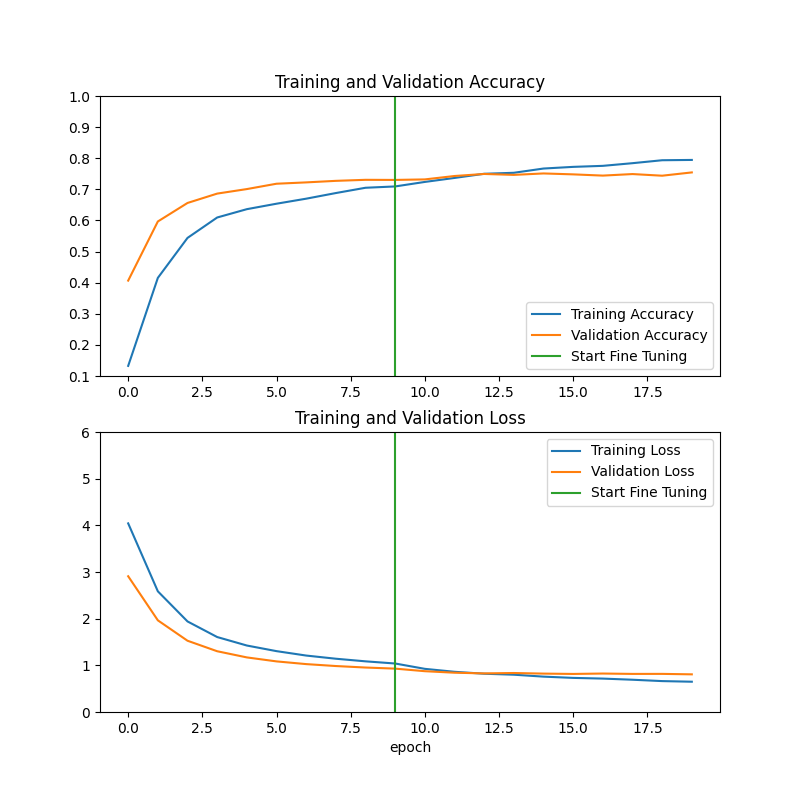 Training and Validation Accuracy
1.0
0.9
0.8
0.7
0.6
0.5
0.4
0.3
0.2
0.1
Training Accuracy
Validation Accuracy
Start Fine Tuning
0.0 2.5 5.0 7.5 10.0 12.5 15.0 17.5
Training and Validation Loss
6
5
4
3
2
1
0
Training Loss
Validation Loss
Start Fine Tuning
0.0 2.5 5.0 7.5 10.0 12.5 15.0 17.5
epoch